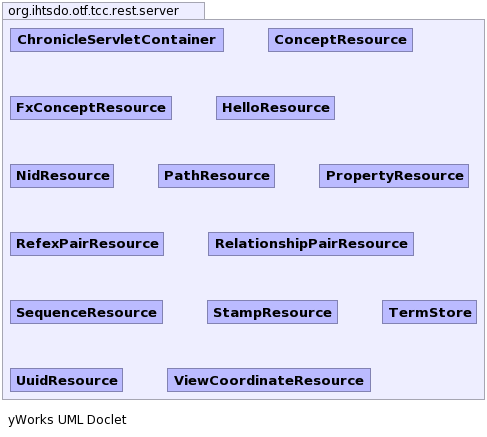 org.ihtsdo.otf.tcc.rest.server
ChronicleServletContainer ConceptResource
FxConceptResource HelloResource
NidResource PathResource PropertyResource
RefexPairResource RelationshipPairResource
SequenceResource StampResource TermStore
UuidResource ViewCoordinateResource
yWorks UML Doclet